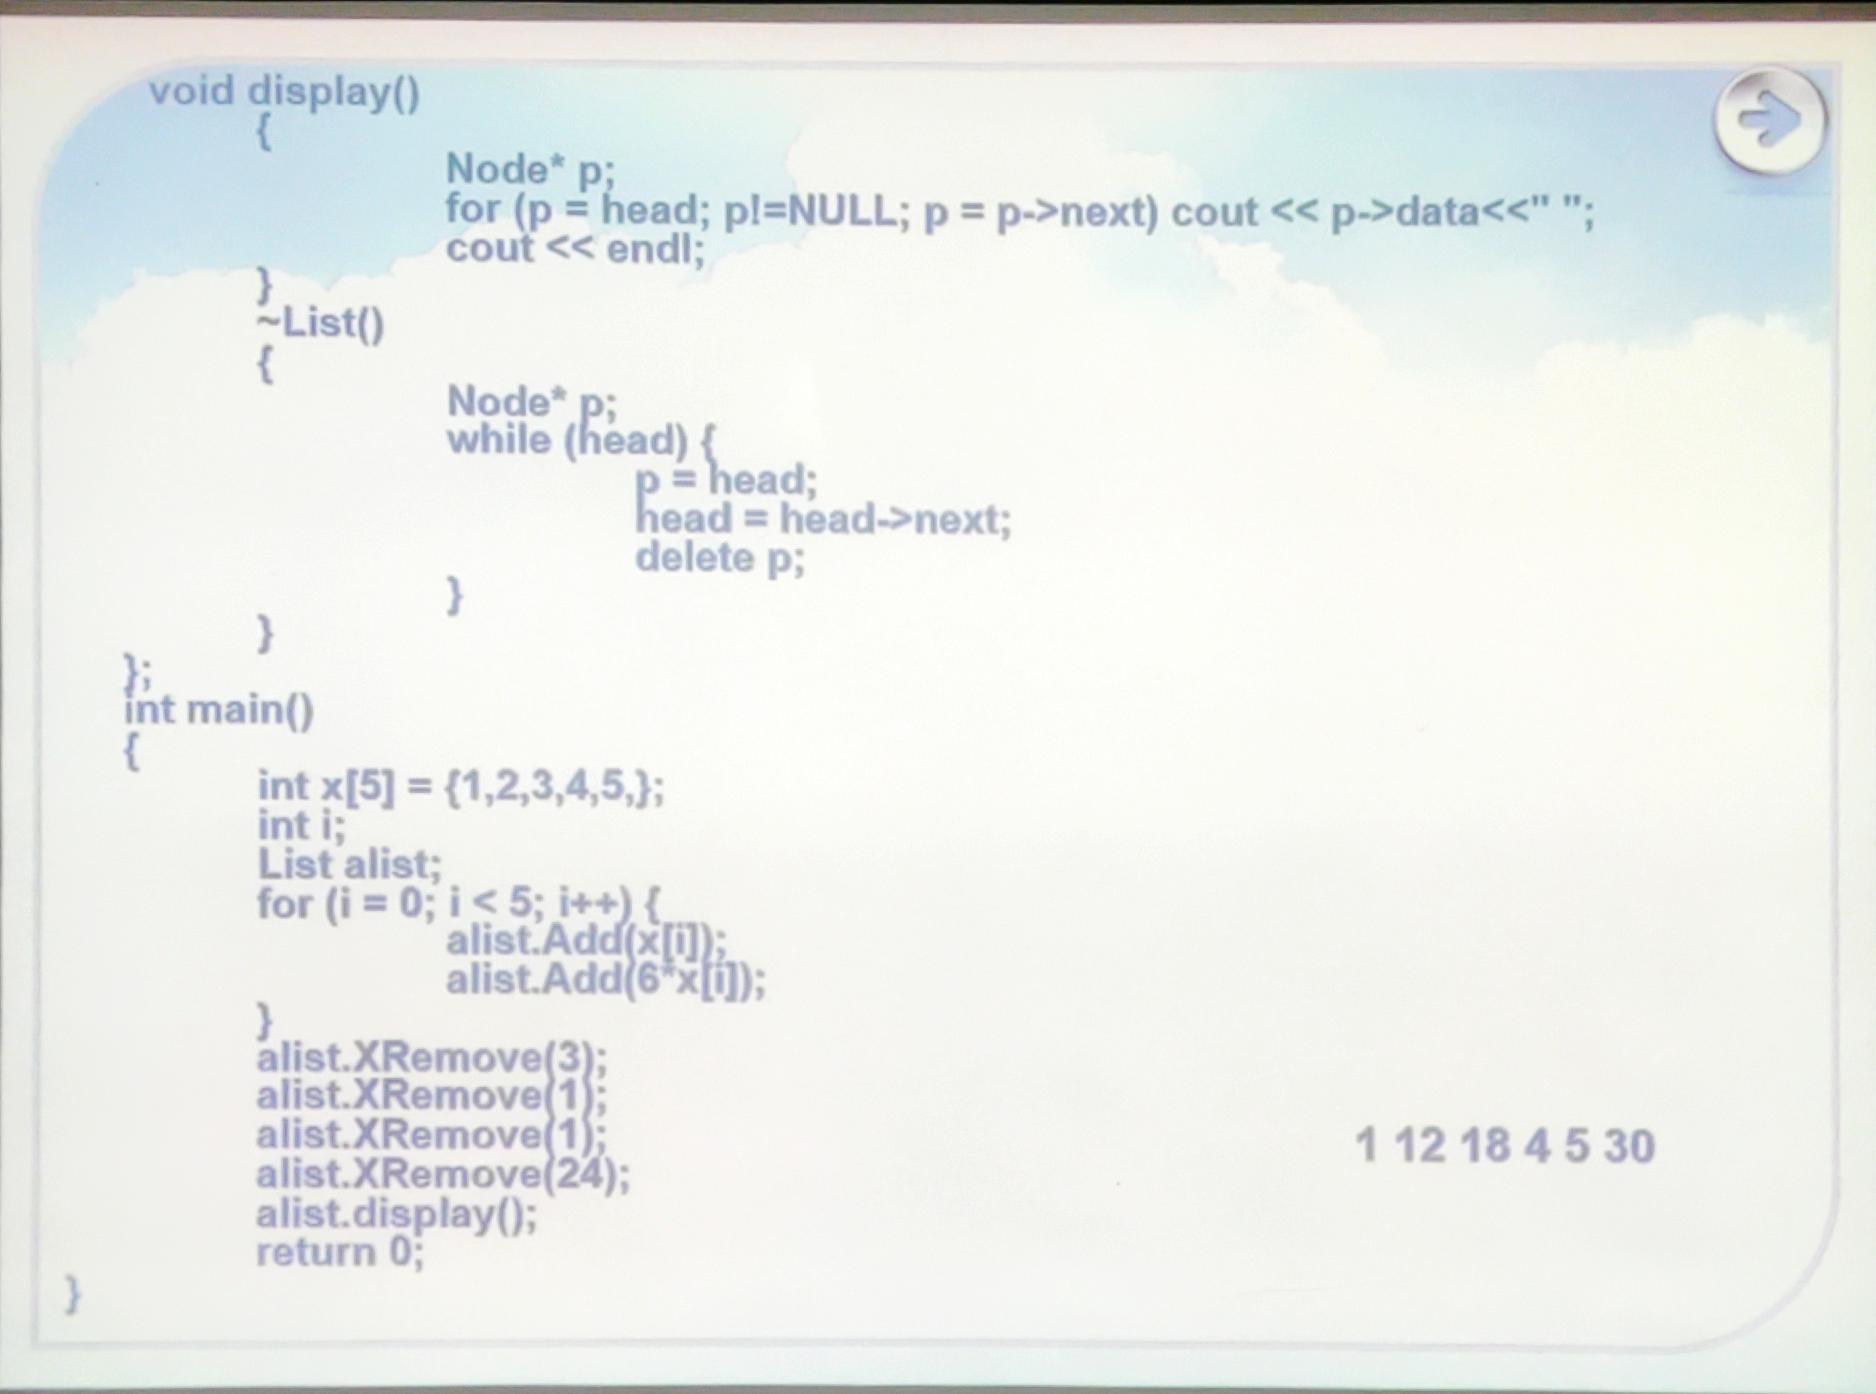 void display()
{
Node* p;
for (p = head; p!=NULL; p = p->next) cout << p->data<<" ";
cout << endl;
}
~List()
{
Node* p;
while (head) {
p = head;
head = head->next;
delete p;
}
}
};
int main()
{
int x[5] = {1,2,3,4,5,};
int i;
List alist;
for (i = 0; i < 5; i++) {
alist.Add(x[i]);
alist.Add(6*x[i]);
}
alist.XRemove(3);
alist.XRemove(1);
alist.XRemove(1);
alist.XRemove(24);
alist.display();
return 0;
}
1 12 18 4 5 30